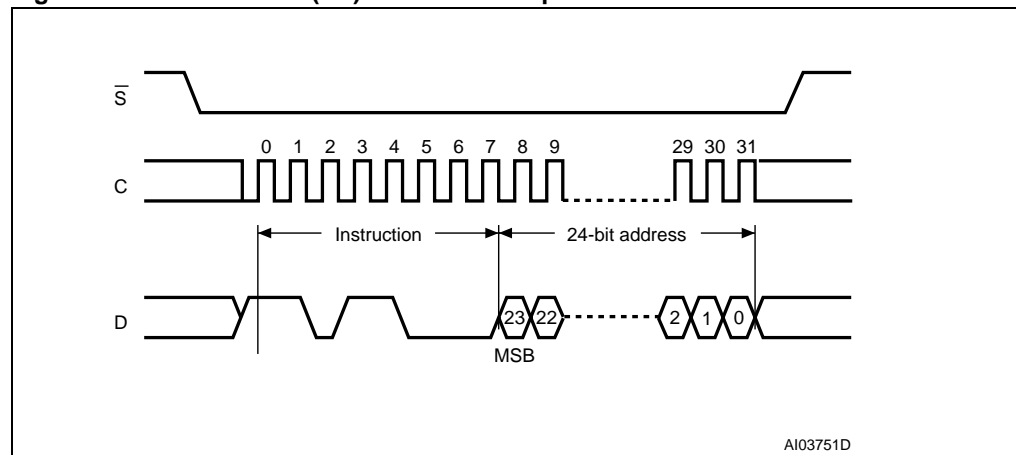 S
0 1 2 3 4 5 6 7 8 9 29 30 31
C
Instruction 24-bit address
D 23 22 2 1 0
MSB
AI03751D